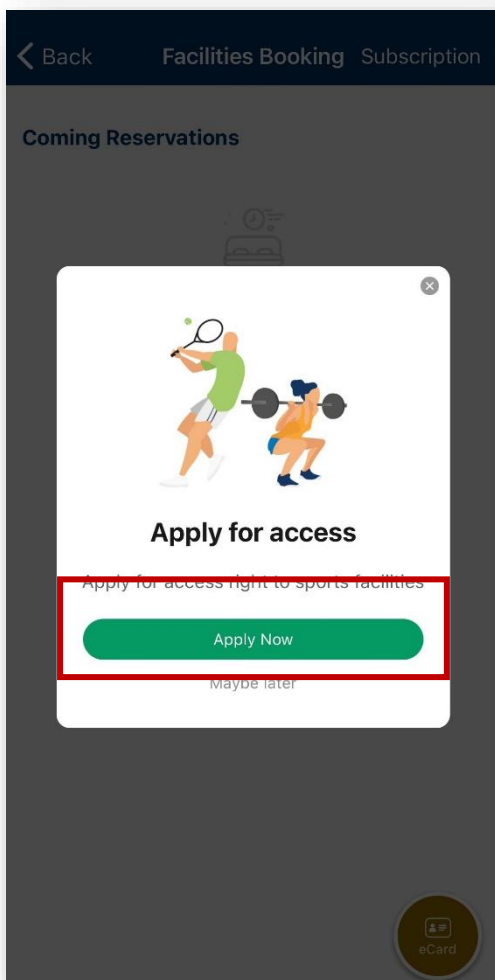 Back Facilities Booking Subscription
Coming Reservations
Apply for access
Apply for access right to sports facilities
Apply Now
Maybe later
eCard